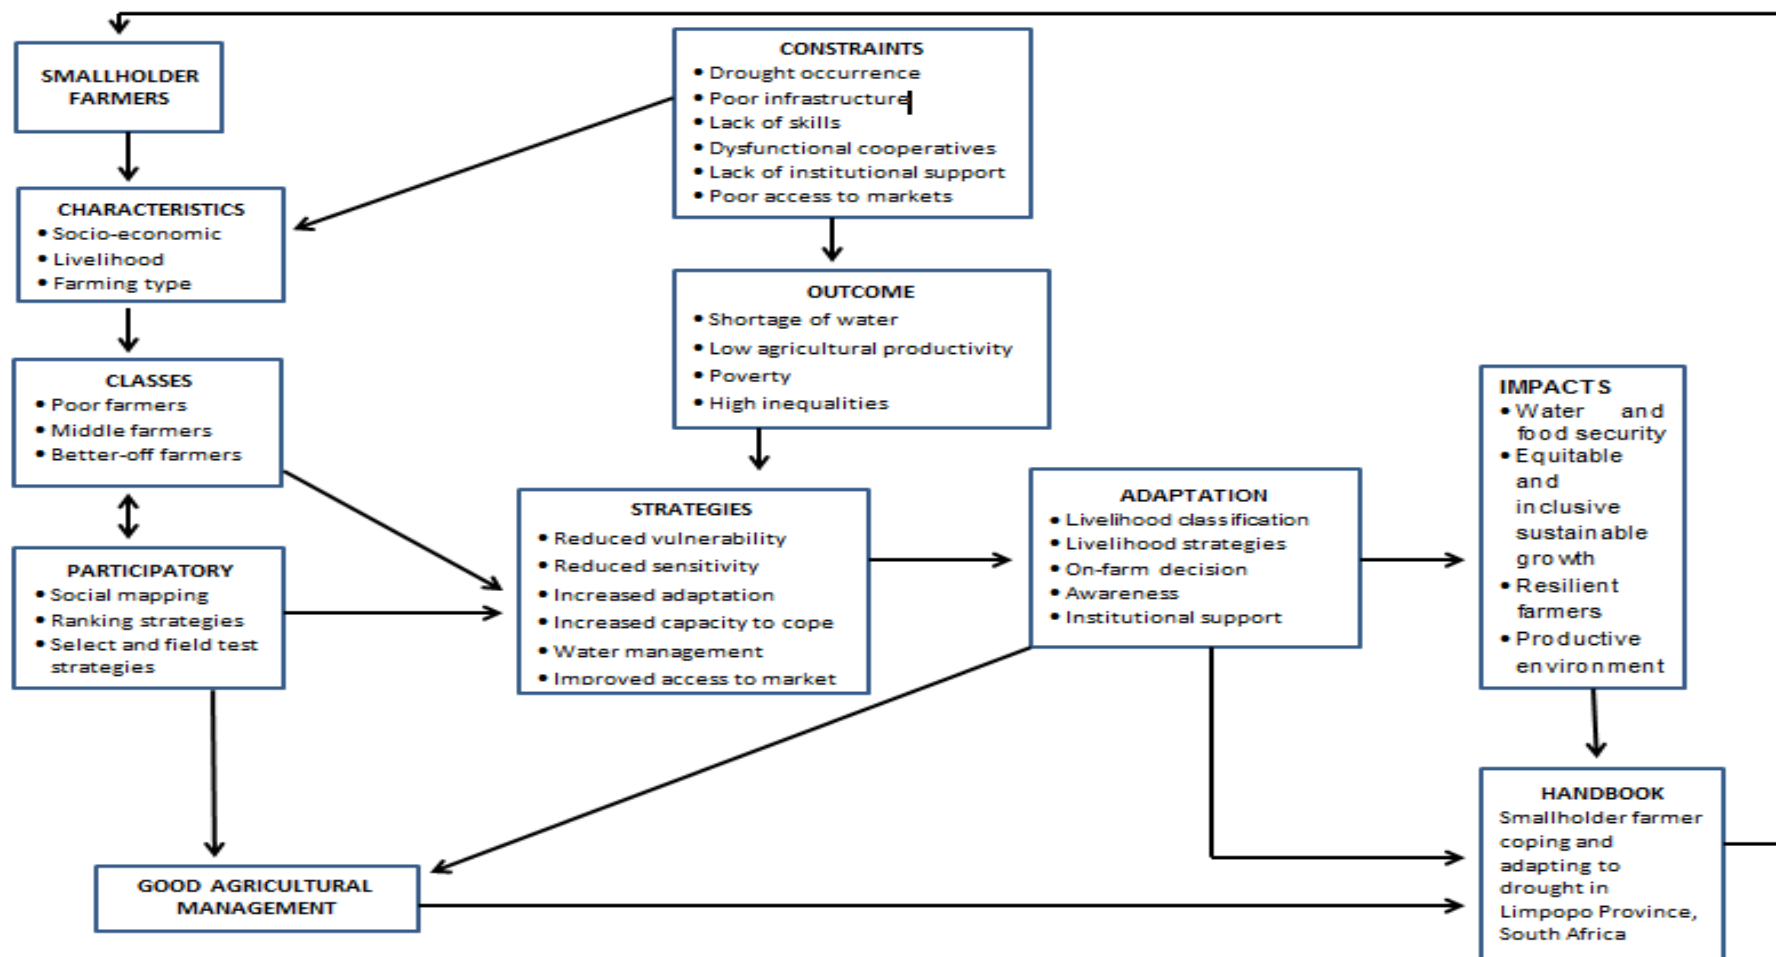 SMALLHOLDER
FARMERS
CHARACTERISTICS
• Socio-economic
• Livelihood
• Farming type
CLASSES
• Poor farmers
• Middle farmers
• Better-off farmers
PARTICIPATORY
• Social mapping
• Ranking strategies
• Select and field test
strategies
GOOD AGRICULTURAL
MANAGEMENT
CONSTRAINTS
• Drought occurrence
• Poor infrastructure
• Lack of skills
• Dysfunctional cooperatives
• Lack of institutional support
• Poor access to markets
OUTCOME
• Shortage of water
• Low agricultural productivity
• Poverty
• High inequalities
STRATEGIES
• Reduced vulnerability
• Reduced sensitivity
• Increased adaptation
• Increased capacity to cope
• Water management
• Improved access to market
ADAPTATION
• Livelihood classification
• Livelihood strategies
• On-farm decision
• Awareness
• Institutional support
IMPACTS
• Water and
food security
• Equitable
and
inclusive
sustainable
growth
• Resilient
farmers
• Productive
environment
HANDBOOK
Smallholder farmer
coping and
adapting to
drought in
Limpopo Province,
South Africa